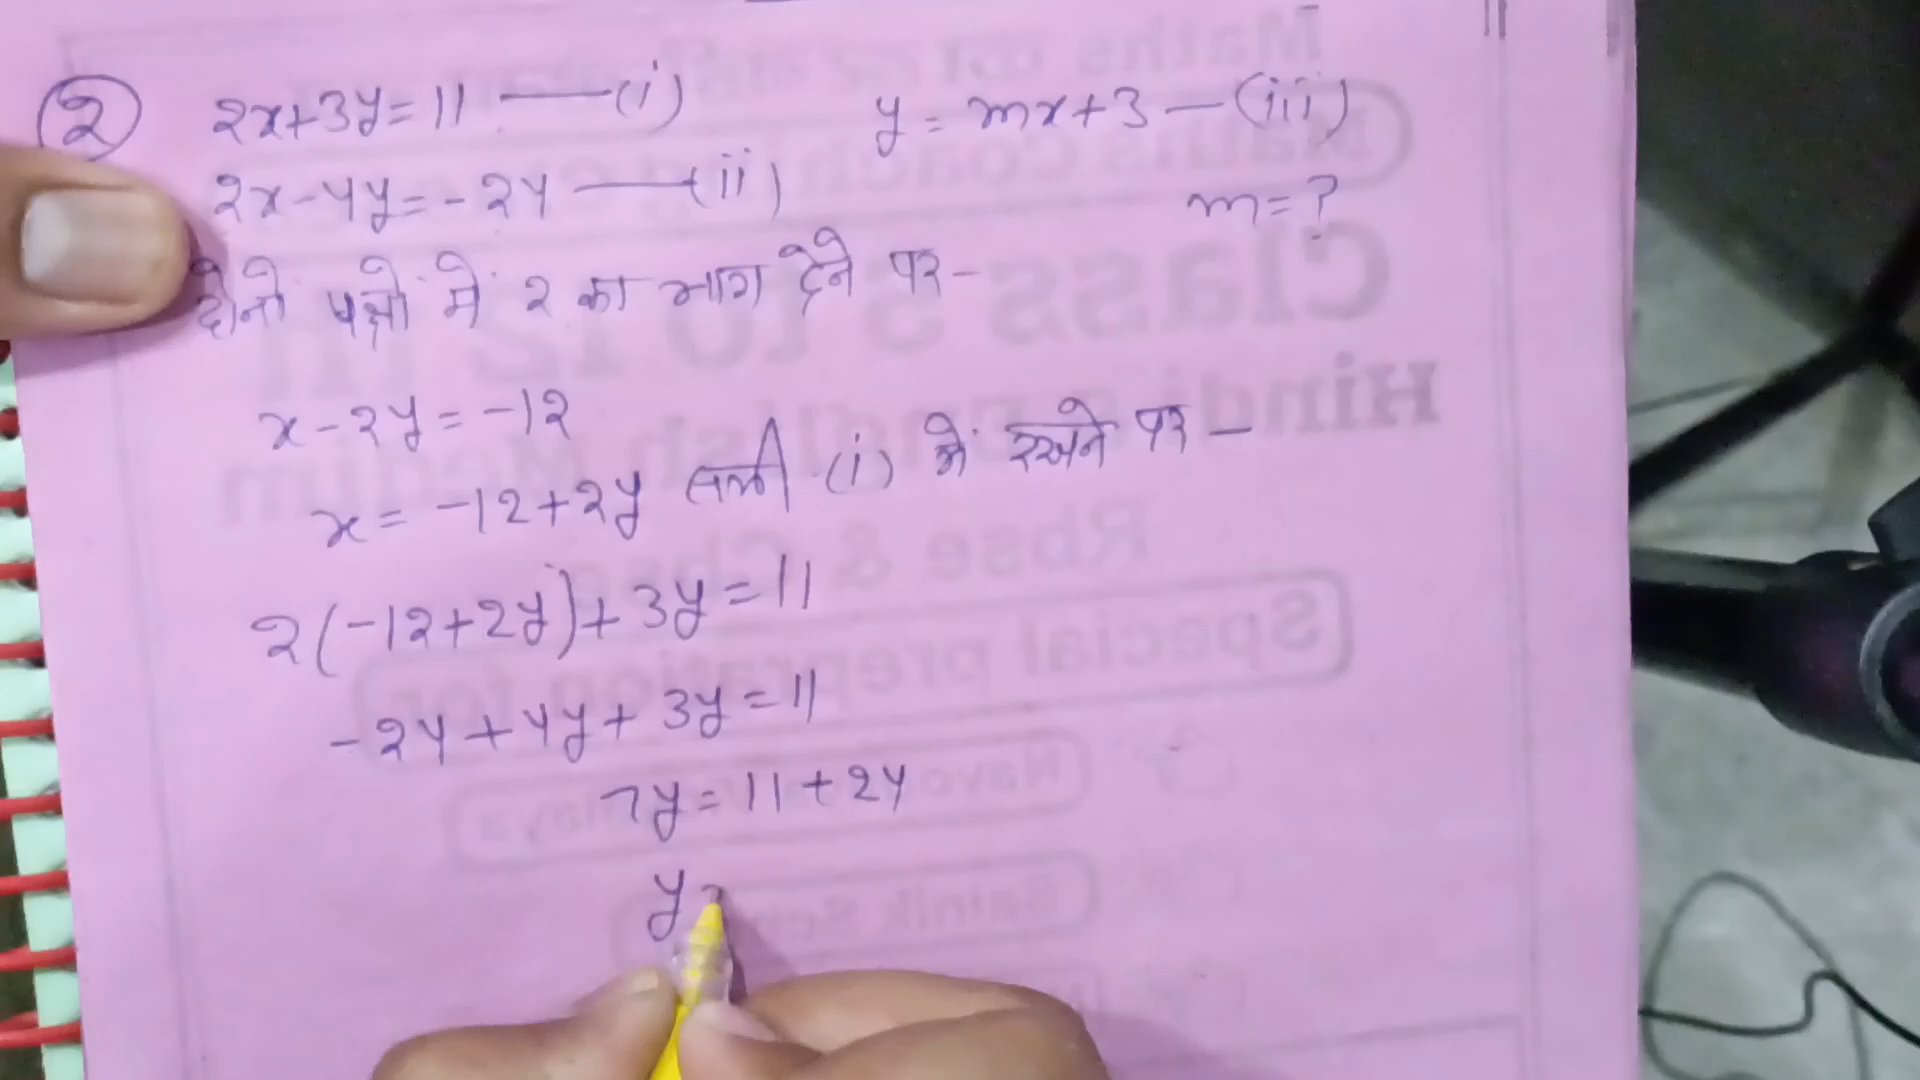 ② 2x+3y=11 —(i) y = mx+3 —(iii)
2x-4y=-24 —(ii) m=?
दोनो पक्षो में 2 का भाग देने पर-
x-2y=-12
x= -12+2y समी (i) में रखने पर-
2(-12+2y)+3y=11
-24+4y+3y=11
7y=11+24
y=